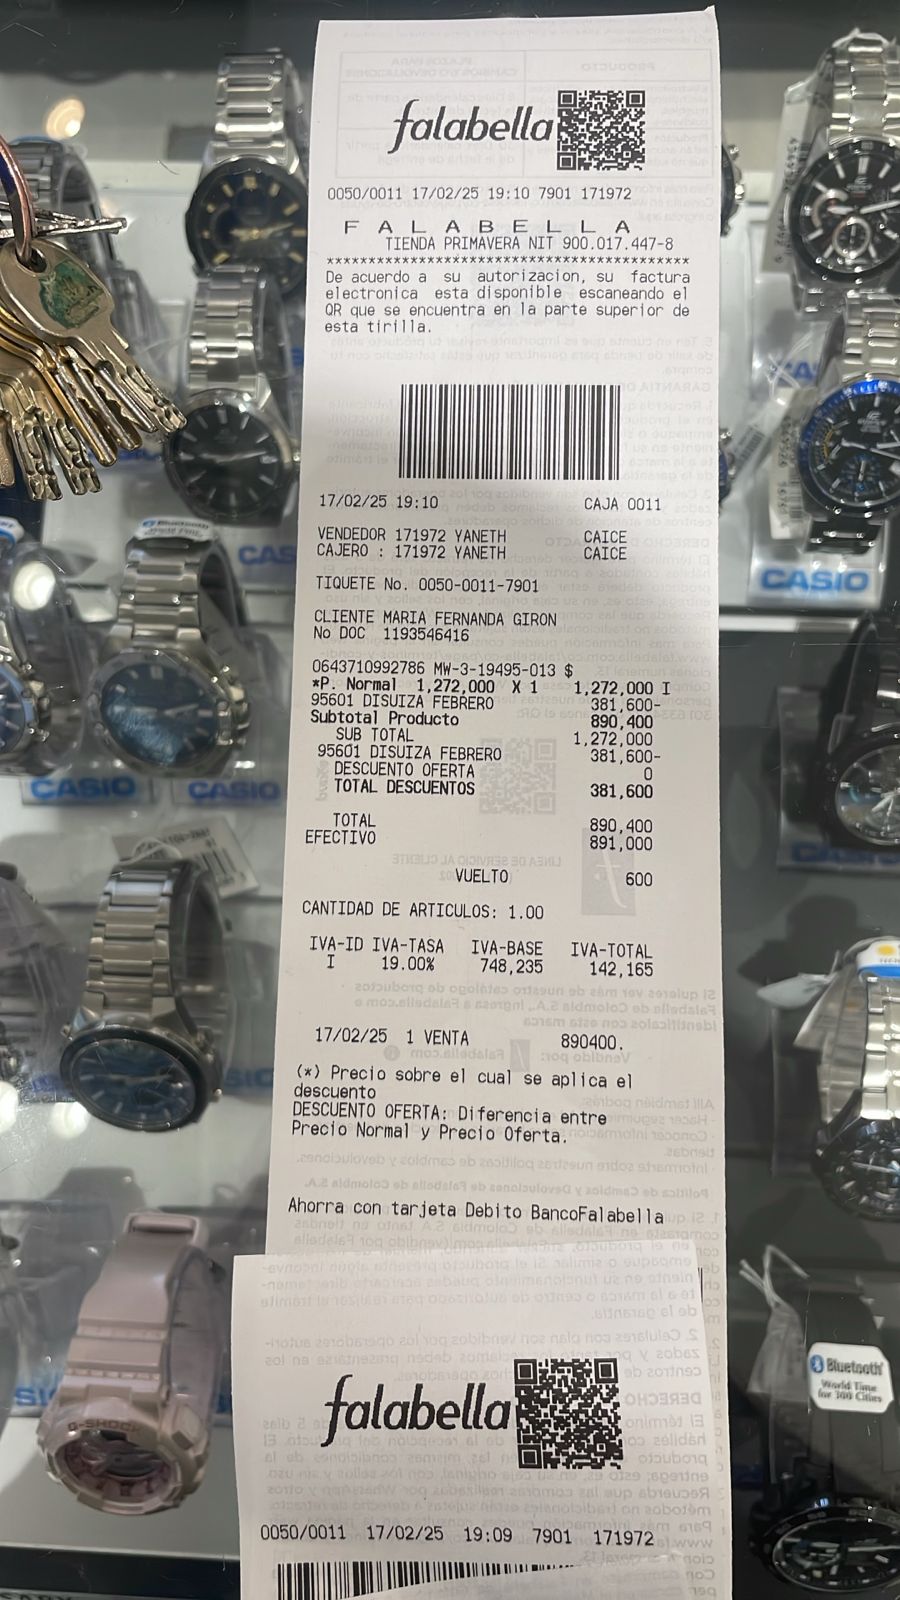 falabella
0050/0011 17/02/25 19:10 7901 171972
F A L A B E L L A
TIENDA PRIMAVERA NIT 900.017.447-8
******************************************
De acuerdo a su autorizacion, su factura
electronica esta disponible escaneando el
QR que se encuentra en la parte superior de
esta tirilla.
17/02/25 19:10 CAJA 0011
VENDEDOR 171972 YANETH CAICE
CAJERO : 171972 YANETH CAICE
TIQUETE No. 0050-0011-7901
CLIENTE MARIA FERNANDA GIRON
No DOC 1193546416
0643710992786 MW-3-19495-013 $
*P. Normal 1,272,000 X 1 1,272,000 I
95601 DISUIZA FEBRERO 381,600-
Subtotal Producto 890,400
SUB TOTAL 1,272,000
95601 DISUIZA FEBRERO 381,600-
DESCUENTO OFERTA 0
TOTAL DESCUENTOS 381,600
TOTAL 890,400
EFECTIVO 891,000
VUELTO 600
CANTIDAD DE ARTICULOS: 1.00
IVA-ID IVA-TASA IVA-BASE IVA-TOTAL
I 19.00% 748,235 142,165
17/02/25 1 VENTA 890400.
(*) Precio sobre el cual se aplica el
descuento
DESCUENTO OFERTA: Diferencia entre
Precio Normal y Precio Oferta.
Ahorra con tarjeta Debito BancoFalabella
falabella
0050/0011 17/02/25 19:09 7901 171972
CASIO
CASIO
CASIO
G-SHOCK
Bluetooth
World Time
for 300 Cities